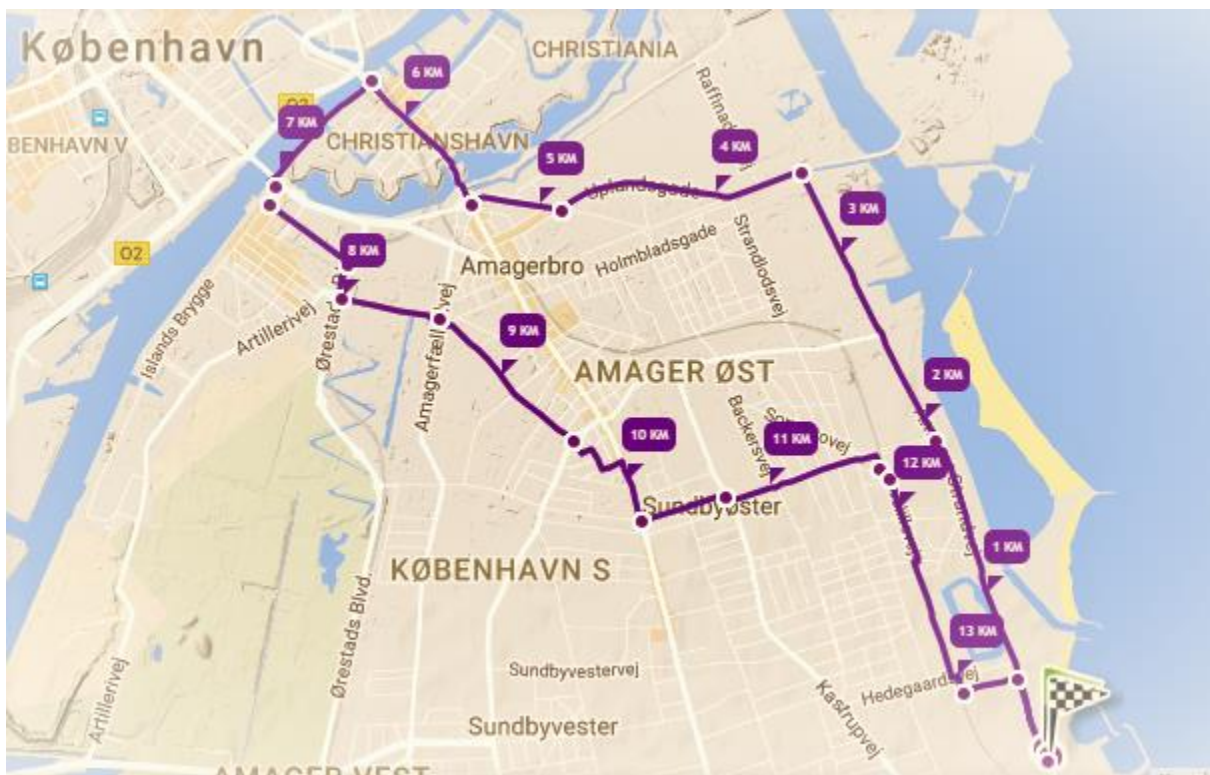 København
CHRISTIANIA
6 KM
O2
7 KM
CHRISTIANSHAVN
BENHAVN V
4 KM
5 KM
Uplandsgade
3 KM
O2
8 KM
Amagerbro
Holmbladsgade
Strandlodsvej
Islands Brygge
Artillerivej
9 KM
AMAGER ØST
2 KM
Backersvej
10 KM
11 KM
12 KM
Sundbyøster
KØBENHAVN S
1 KM
Ørestads Blvd.
13 KM
Sundbyvestervej
Hedegaardsvej
Artillerivej
Kastrupvej
Sundbyvester
AMAGER VEST